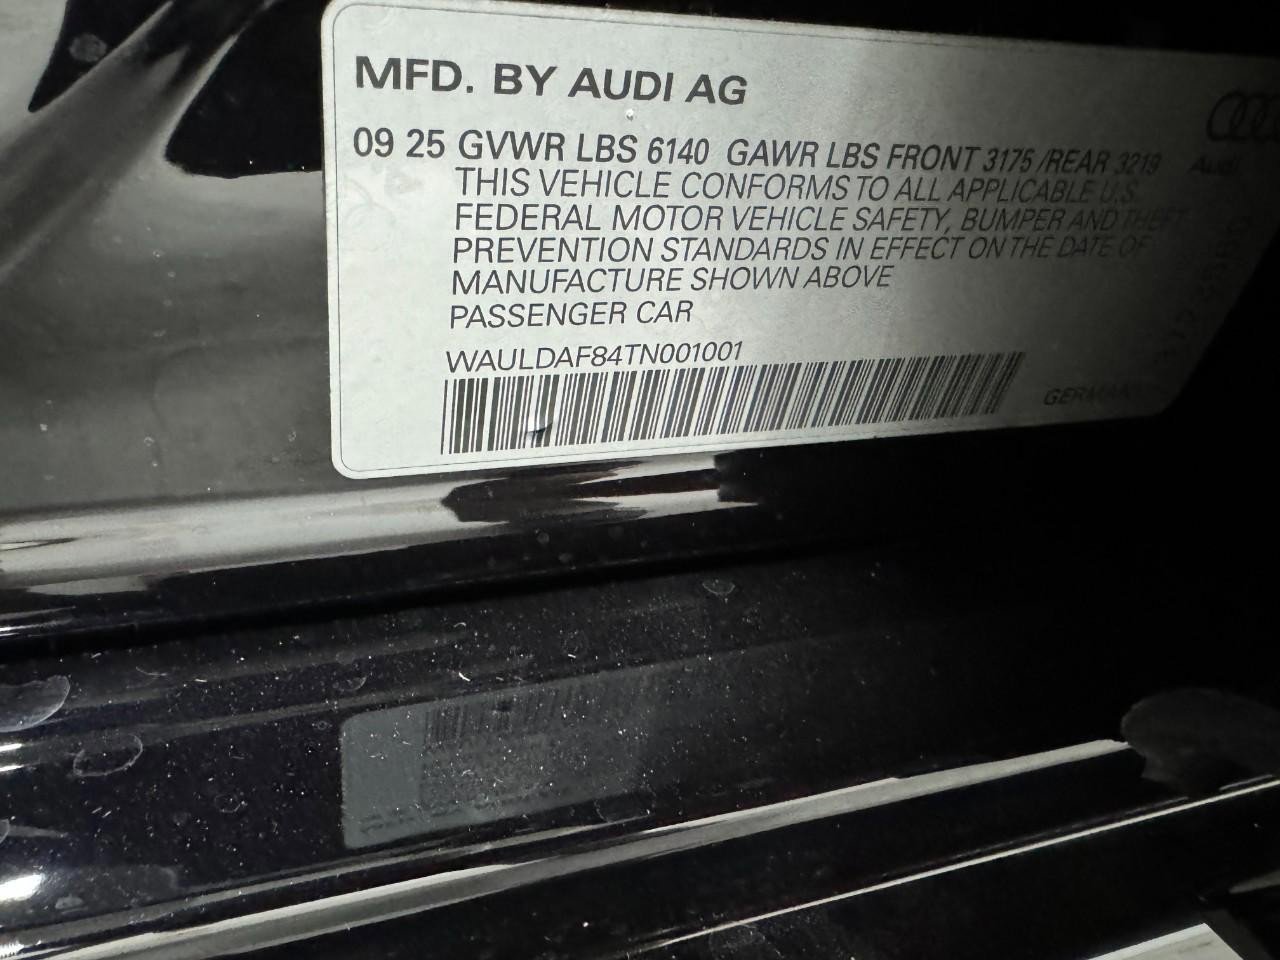 MFD. BY AUDI AG
09 25 GVWR LBS 6140 GAWR LBS FRONT 3175 /REAR 3219
THIS VEHICLE CONFORMS TO ALL APPLICABLE U.S.
FEDERAL MOTOR VEHICLE SAFETY, BUMPER AND THEFT
PREVENTION STANDARDS IN EFFECT ON THE DATE OF
MANUFACTURE SHOWN ABOVE
PASSENGER CAR
WAULDAF84TN001001
Audi